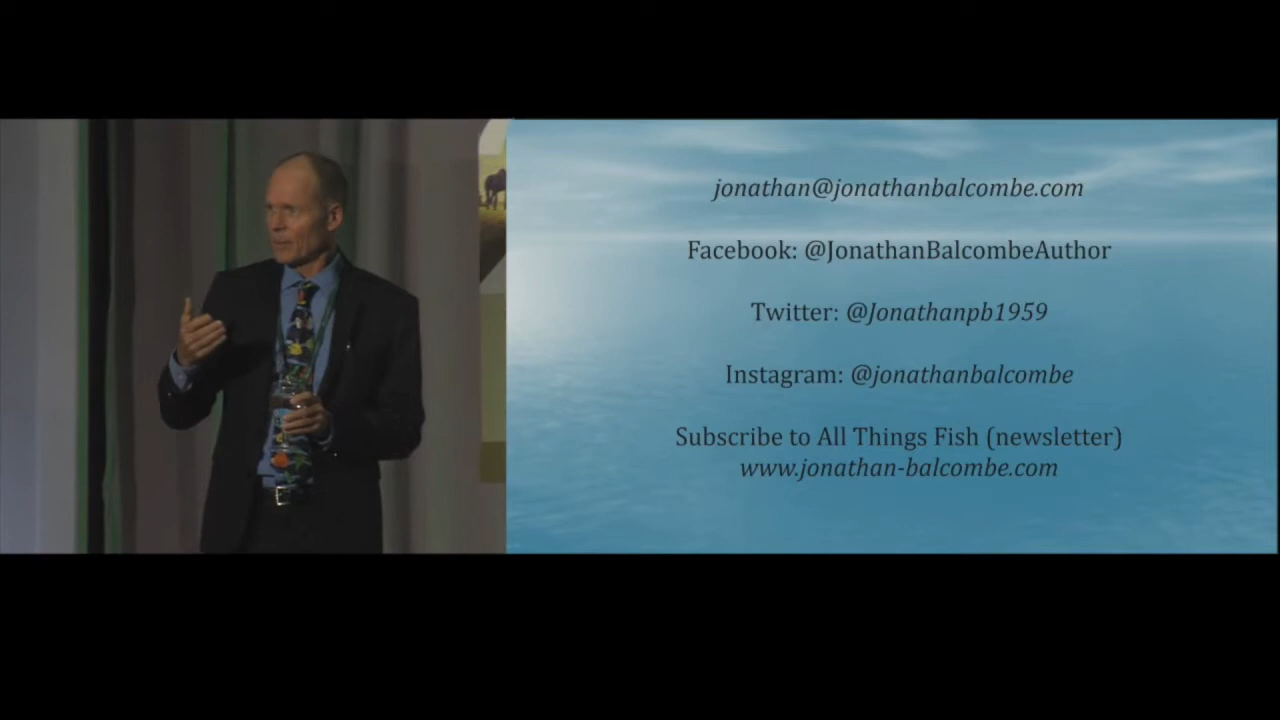 jonathan@jonathanbalcombe.com
Facebook: @JonathanBalcombeAuthor
Twitter: @Jonathanpb1959
Instagram: @jonathanbalcombe
Subscribe to All Things Fish (newsletter)
www.jonathan-balcombe.com